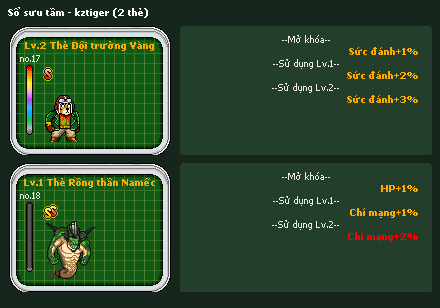 Sổ sưu tầm - kztiger (2 thẻ)
Lv.2 Thẻ Đội trưởng Vàng
no.17
S
--Mở khóa--
Sức đánh+1%
--Sử dụng Lv.1--
Sức đánh+2%
--Sử dụng Lv.2--
Sức đánh+3%
Lv.1 Thẻ Rồng thần Namếc
no.18
SS
--Mở khóa--
HP+1%
--Sử dụng Lv.1--
Chí mạng+1%
--Sử dụng Lv.2--
Chí mạng+2%